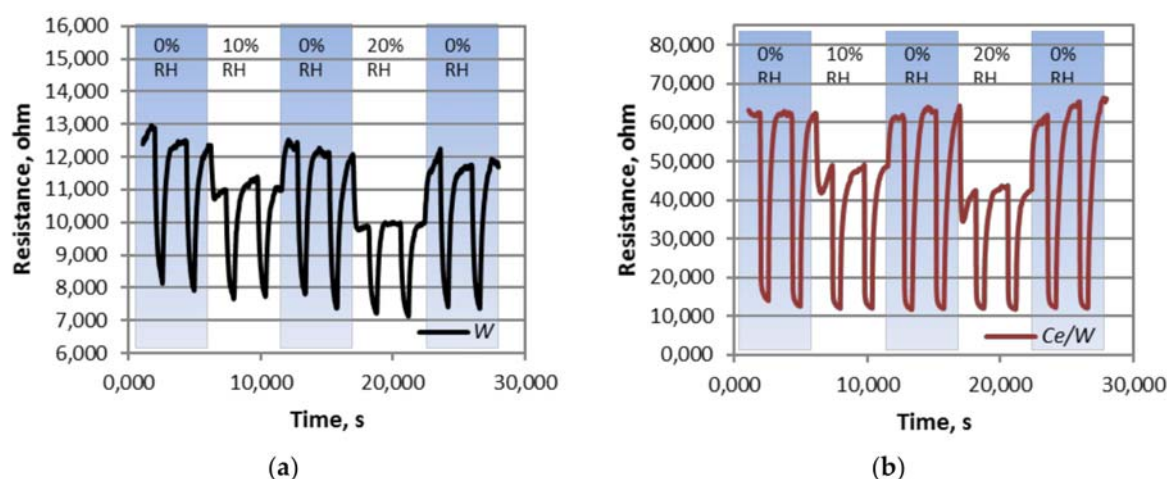 16,000
15,000
14,000
13,000
12,000
11,000
10,000
9,000
8,000
7,000
6,000
Resistance, ohm
0% 10% 0% 20% 0%
RH RH RH RH RH
W
0,000 10,000 20,000 30,000
Time, s
(a)
80,000
70,000
60,000
50,000
40,000
30,000
20,000
10,000
0,000
Resistance, ohm
0% 10% 0% 20% 0%
RH RH RH RH RH
Ce/W
0,000 10,000 20,000 30,000
Time, s
(b)